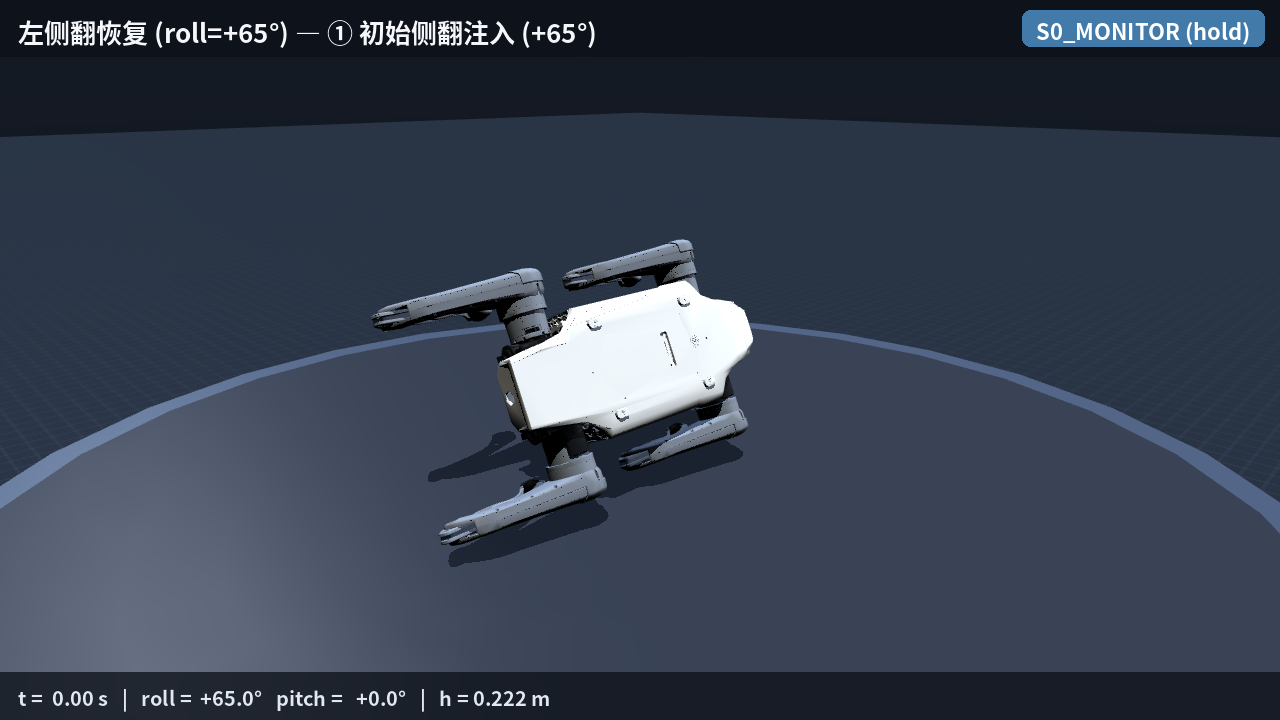 左侧翻恢复 (roll=+65°) — ① 初始侧翻注入 (+65°)
S0_MONITOR (hold)
t = 0.00 s | roll = +65.0° pitch = +0.0° | h = 0.222 m